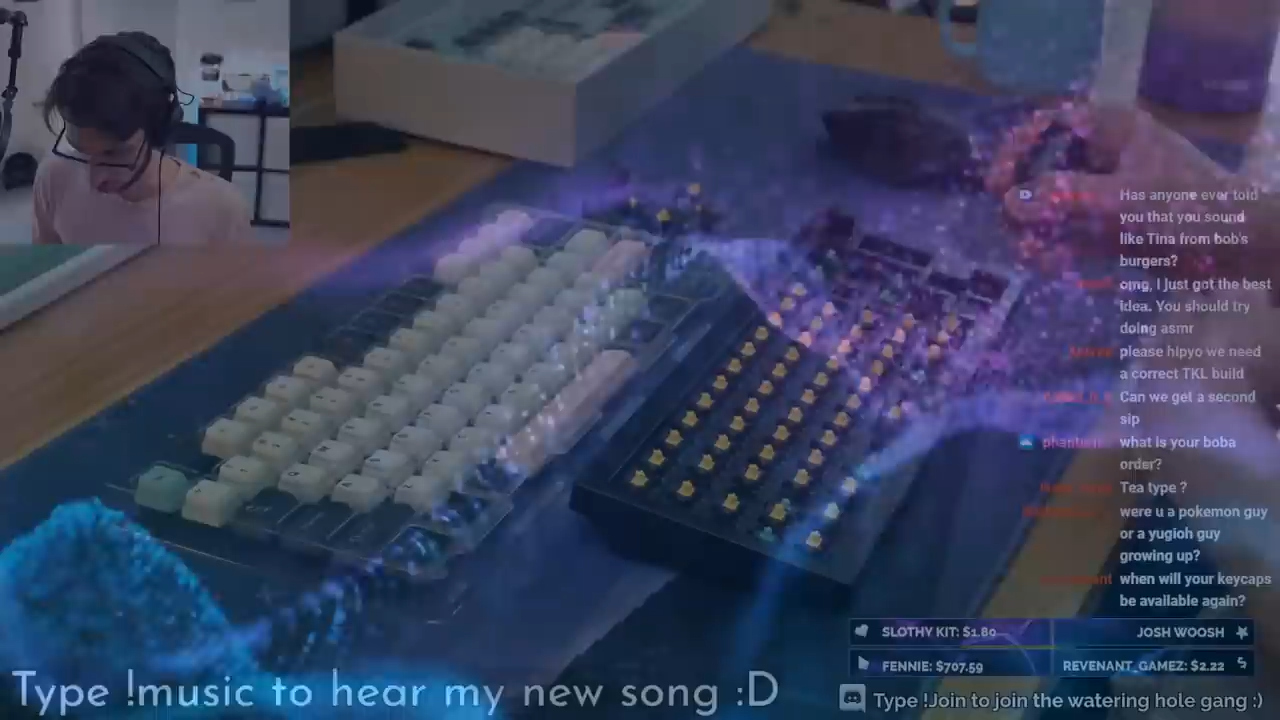 Has anyone ever told
you that you sound
like Tina from bob's
burgers?
omg, I just got the best
idea. You should try
doing asmr
please hipyo we need
a correct TKL build
Can we get a second
sip
what is your boba
order?
Tea type ?
were u a pokemon guy
or a yugioh guy
growing up?
when will your keycaps
be available again?
SLOTHY KIT: $1.80
JOSH WOOSH
FENNIE: $707.59
REVENANT_GAMEZ: $2.22
Type !music to hear my new song :D
Type !Join to join the watering hole gang :)